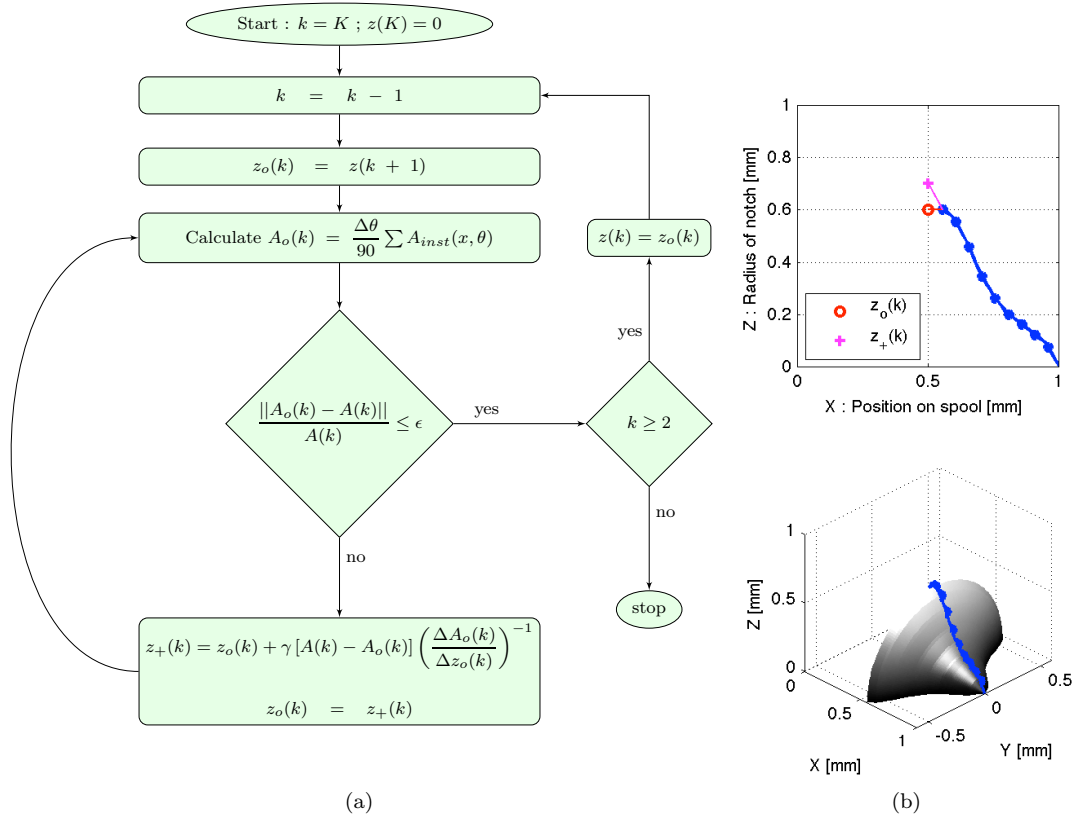 Start : k = K ; z(K) = 0
k = k − 1
z_o(k) = z(k + 1)
Calculate A_o(k) = Δθ/90 ∑ A_inst(x, θ)
||A_o(k) − A(k)||/A(k) ≤ ϵ
yes
no
k ≥ 2
yes
z(k) = z_o(k)
no
stop
z_+(k) = z_o(k) + γ [A(k) − A_o(k)] (ΔA_o(k)/Δz_o(k))^−1
z_o(k) = z_+(k)
(a)
Z : Radius of notch [mm]
1
0.8
0.6
0.4
0.2
0
z_o(k)
z_+(k)
0
0.5
1
X : Position on spool [mm]
Z [mm]
1
0.5
0
0
0.5
1
X [mm]
-0.5
0
0.5
Y [mm]
(b)